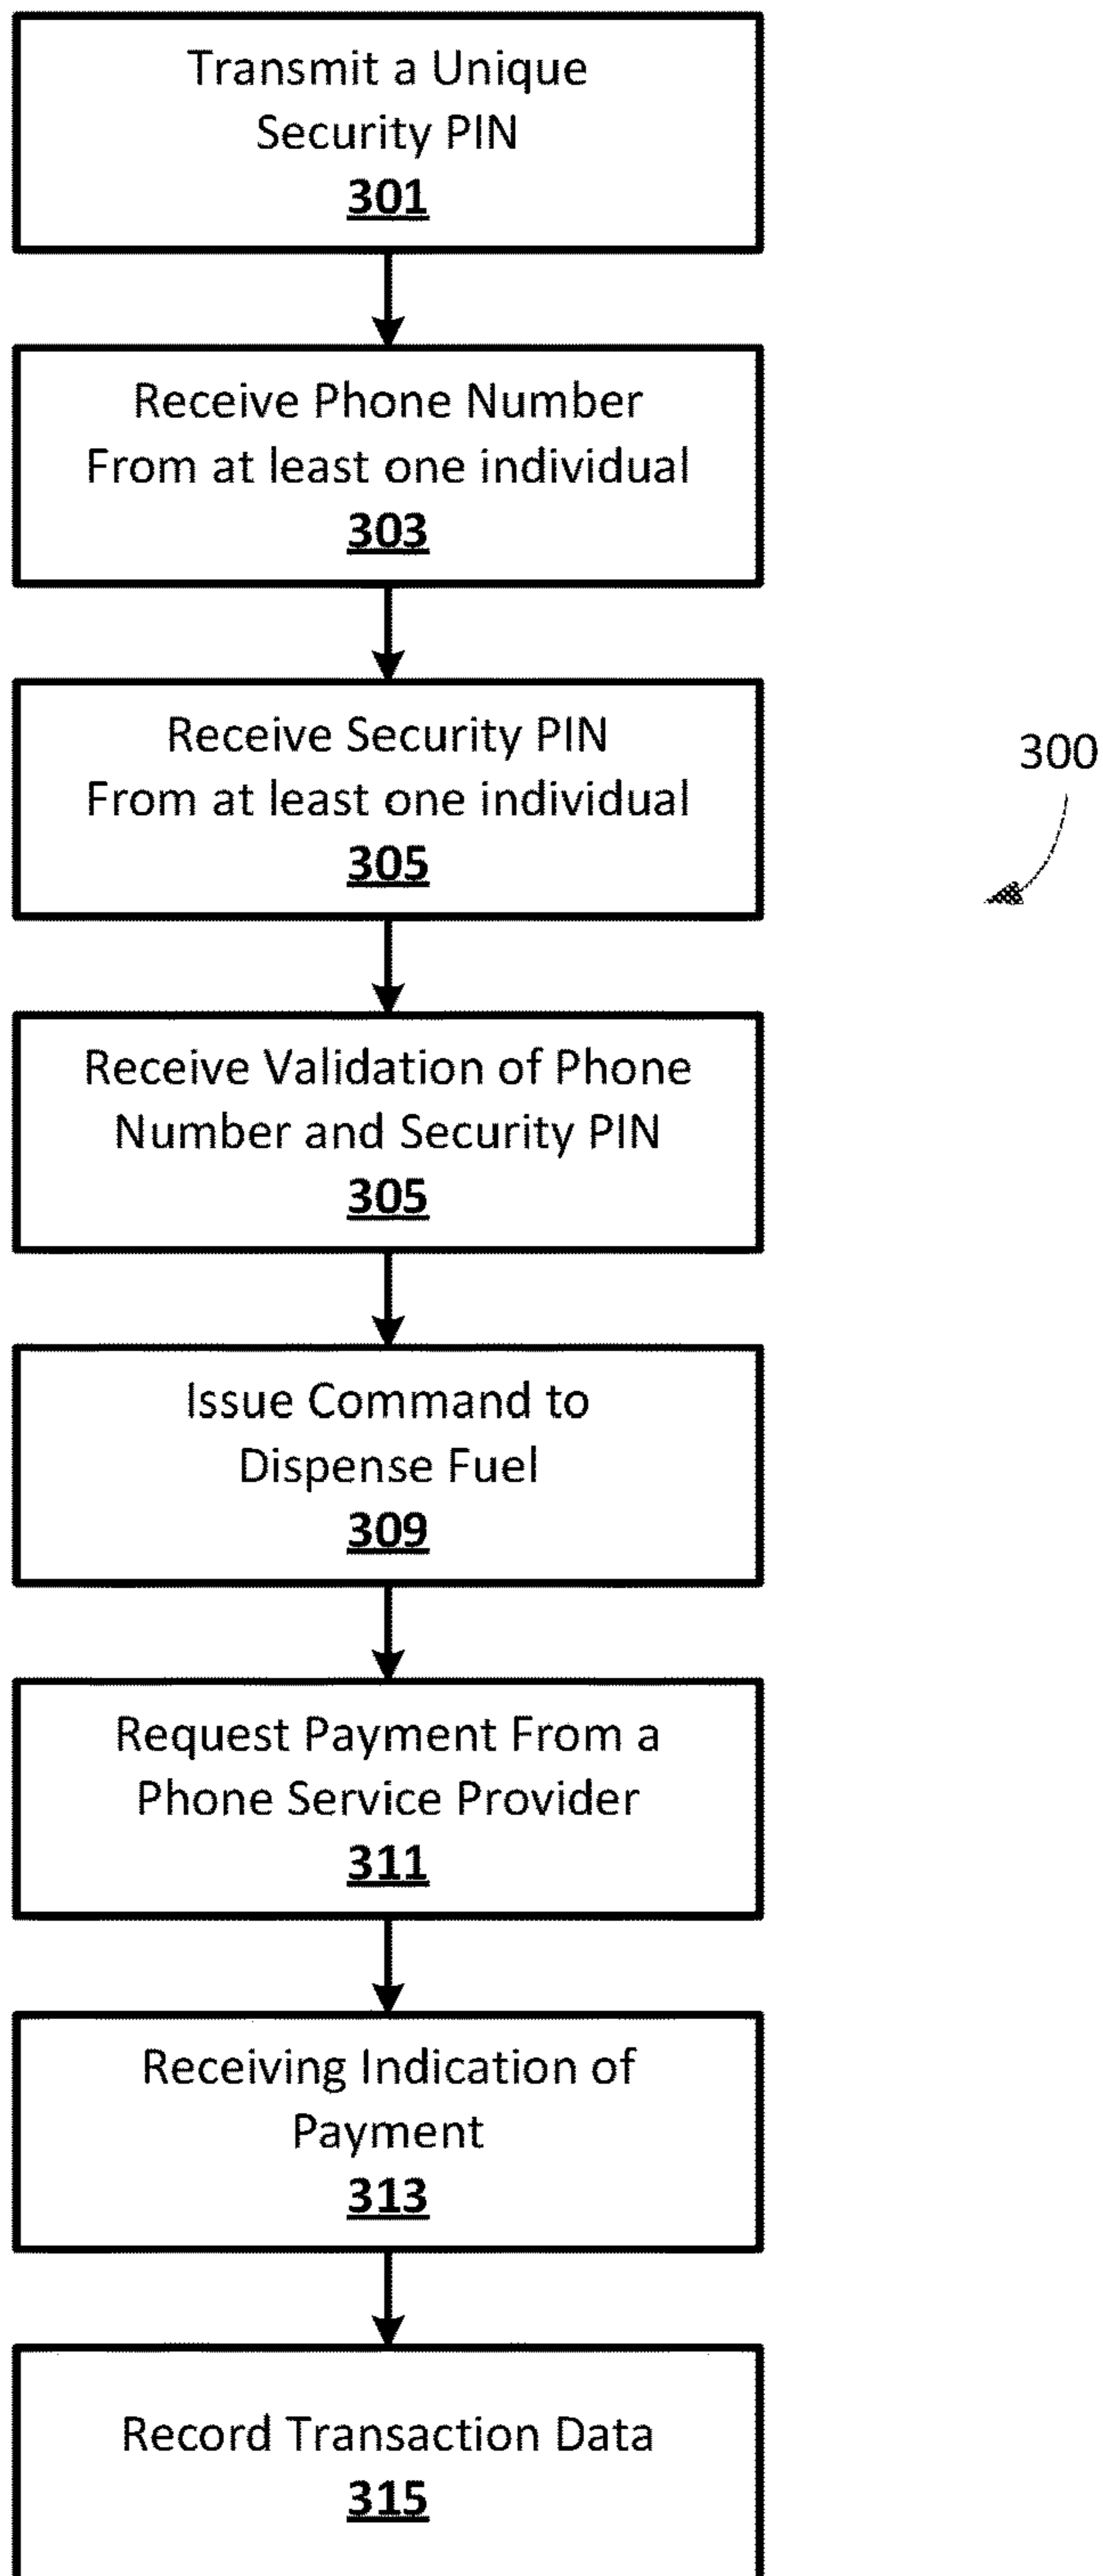 Transmit a Unique
Security PIN
301
Receive Phone Number
From at least one individual
303
Receive Security PIN
From at least one individual
305
300
Receive Validation of Phone
Number and Security PIN
305
Issue Command to
Dispense Fuel
309
Request Payment From a
Phone Service Provider
311
Receiving Indication of
Payment
313
Record Transaction Data
315